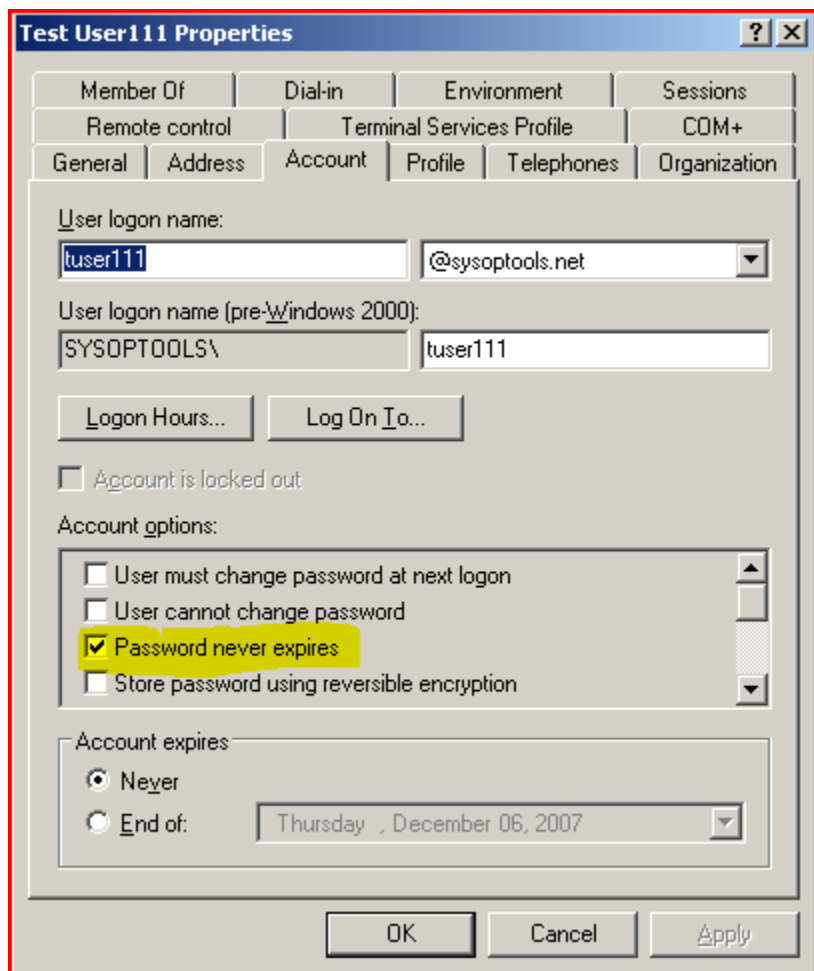 Test User111 Properties ? X
Member Of Dial-in Environment Sessions
Remote control Terminal Services Profile COM+
General Address Account Profile Telephones Organization
User logon name:
tuser111 @sysoptools.net
User logon name (pre-Windows 2000):
SYSOPTOOLS\ tuser111
Logon Hours... Log On To...
Account is locked out
Account options:
User must change password at next logon
User cannot change password
Password never expires
Store password using reversible encryption
Account expires
Never
End of: Thursday , December 06, 2007
OK Cancel Apply